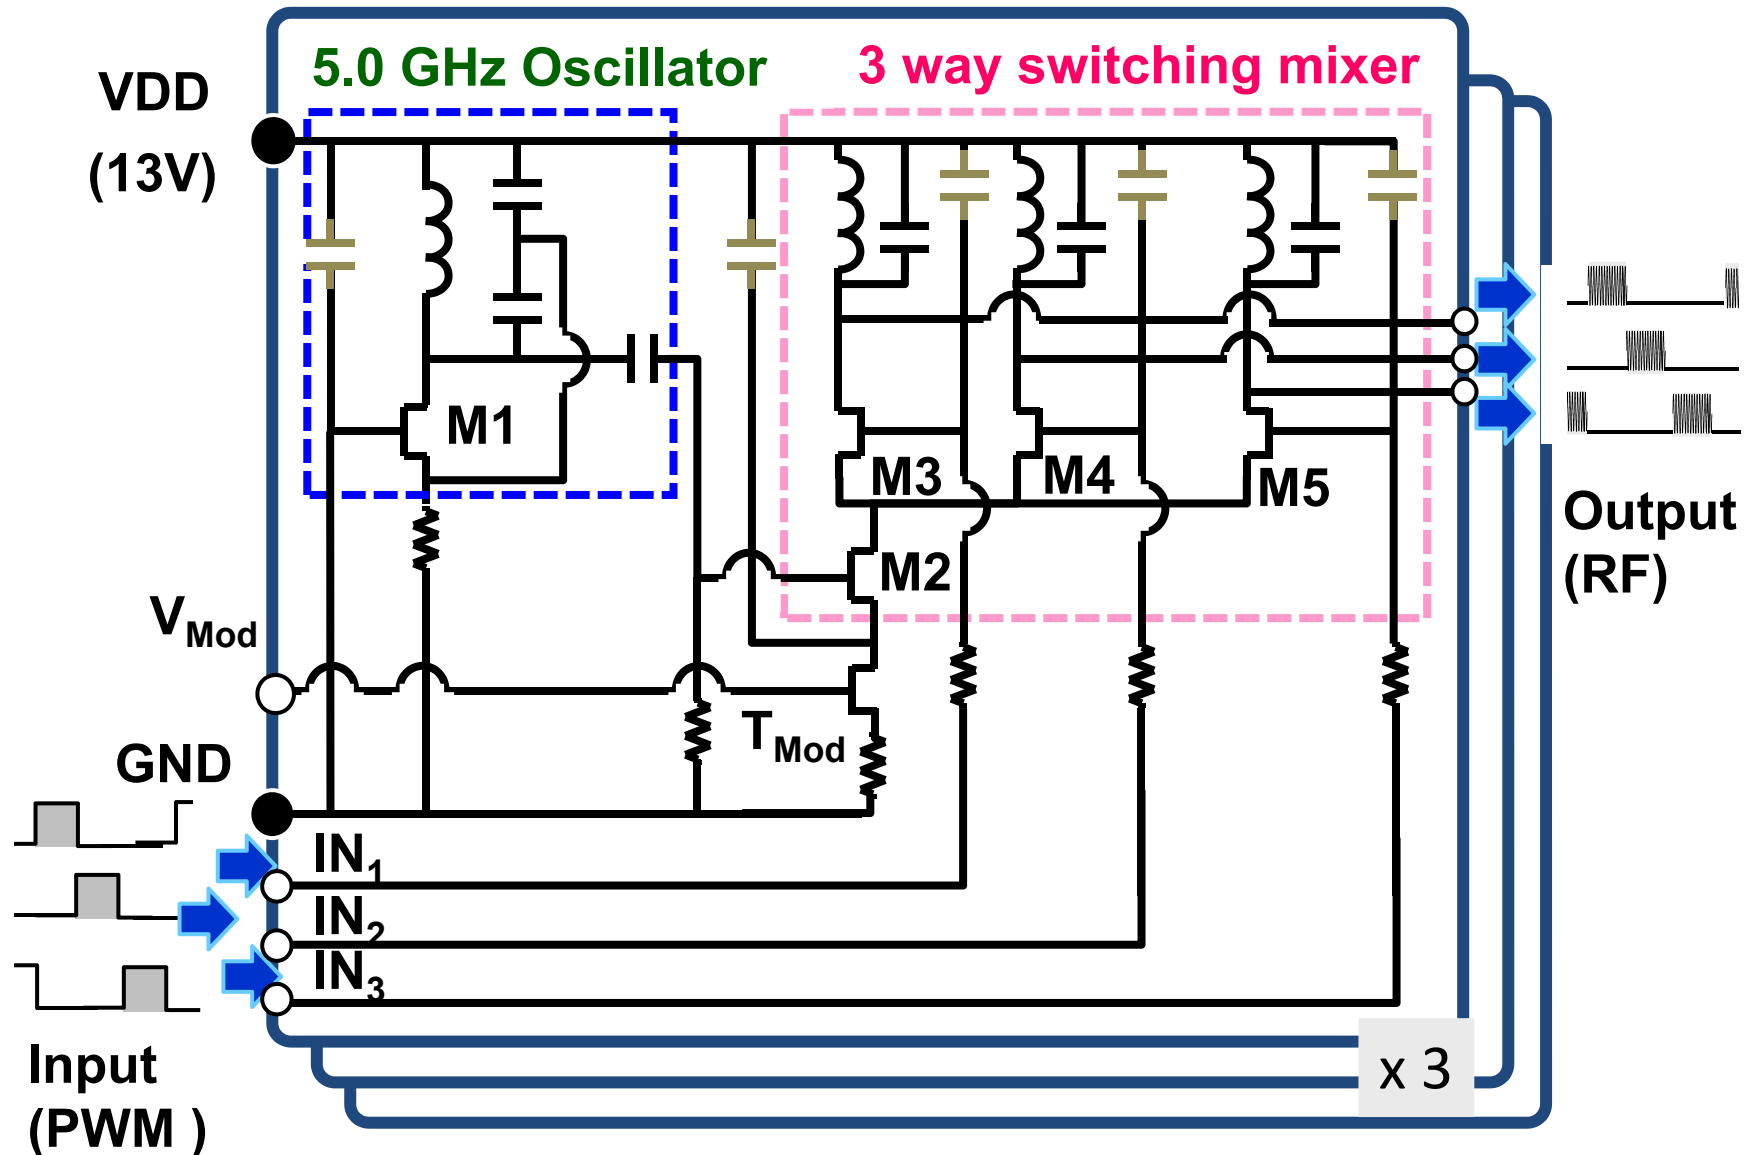 5.0 GHz Oscillator
3 way switching mixer
VDD
(13V)
M1
M3
M4
M5
M2
Output
(RF)
VMod
TMod
GND
IN1
IN2
IN3
Input
(PWM )
x 3